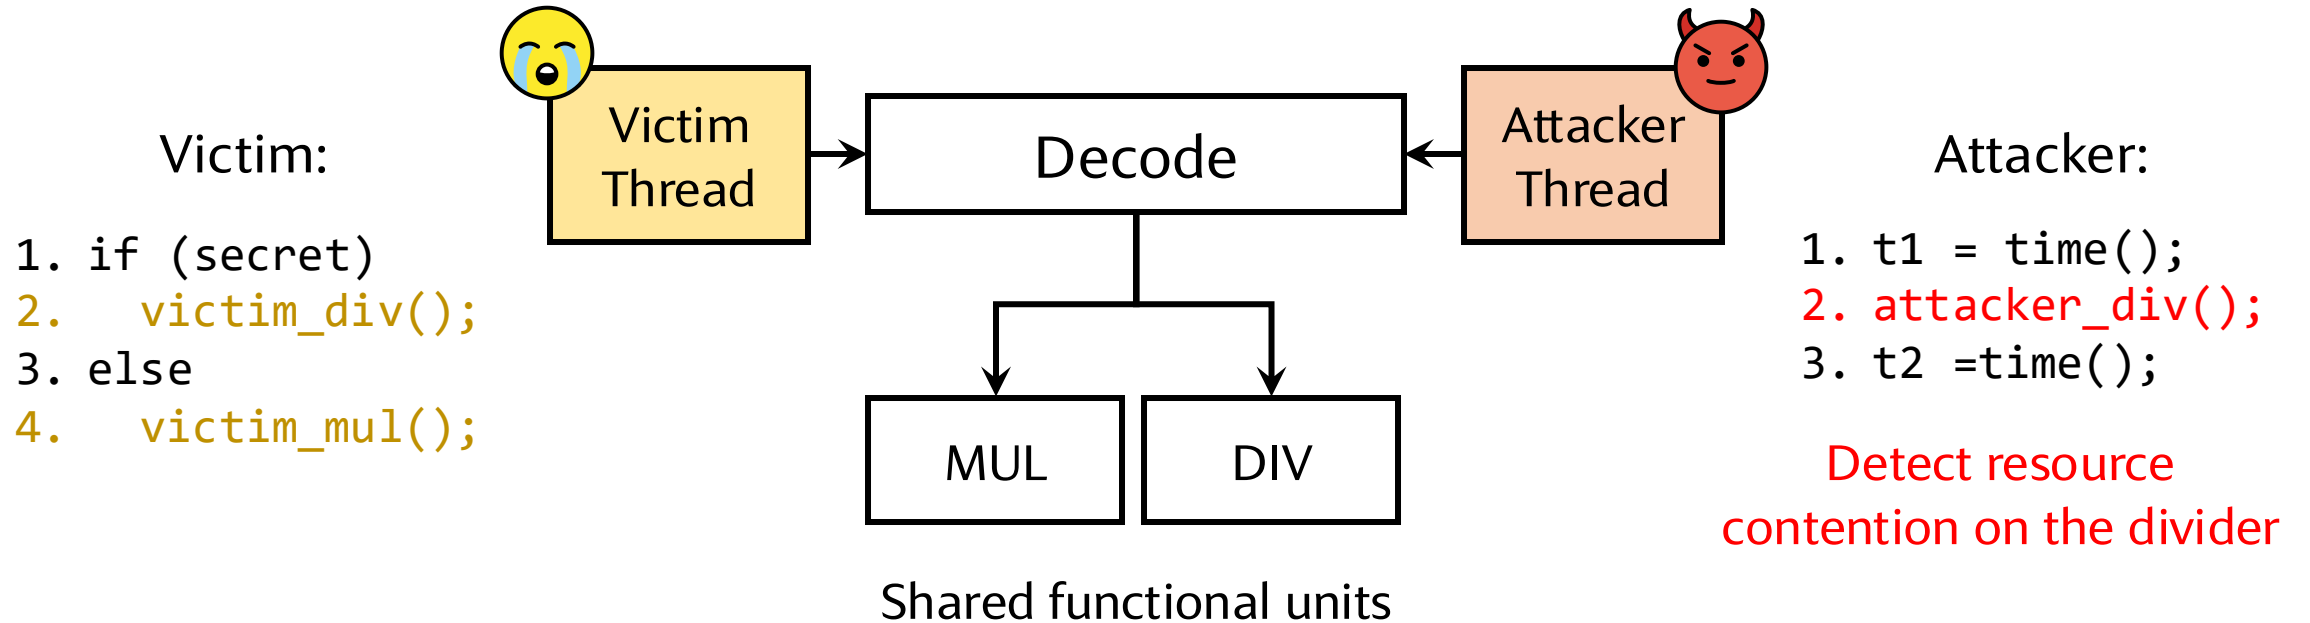 Victim:
1. if (secret)
2. victim_div();
3. else
4. victim_mul();
Victim
Thread
Decode
Attacker
Thread
MUL
DIV
Shared functional units
Attacker:
1. t1 = time();
2. attacker_div();
3. t2 =time();
Detect resource
contention on the divider